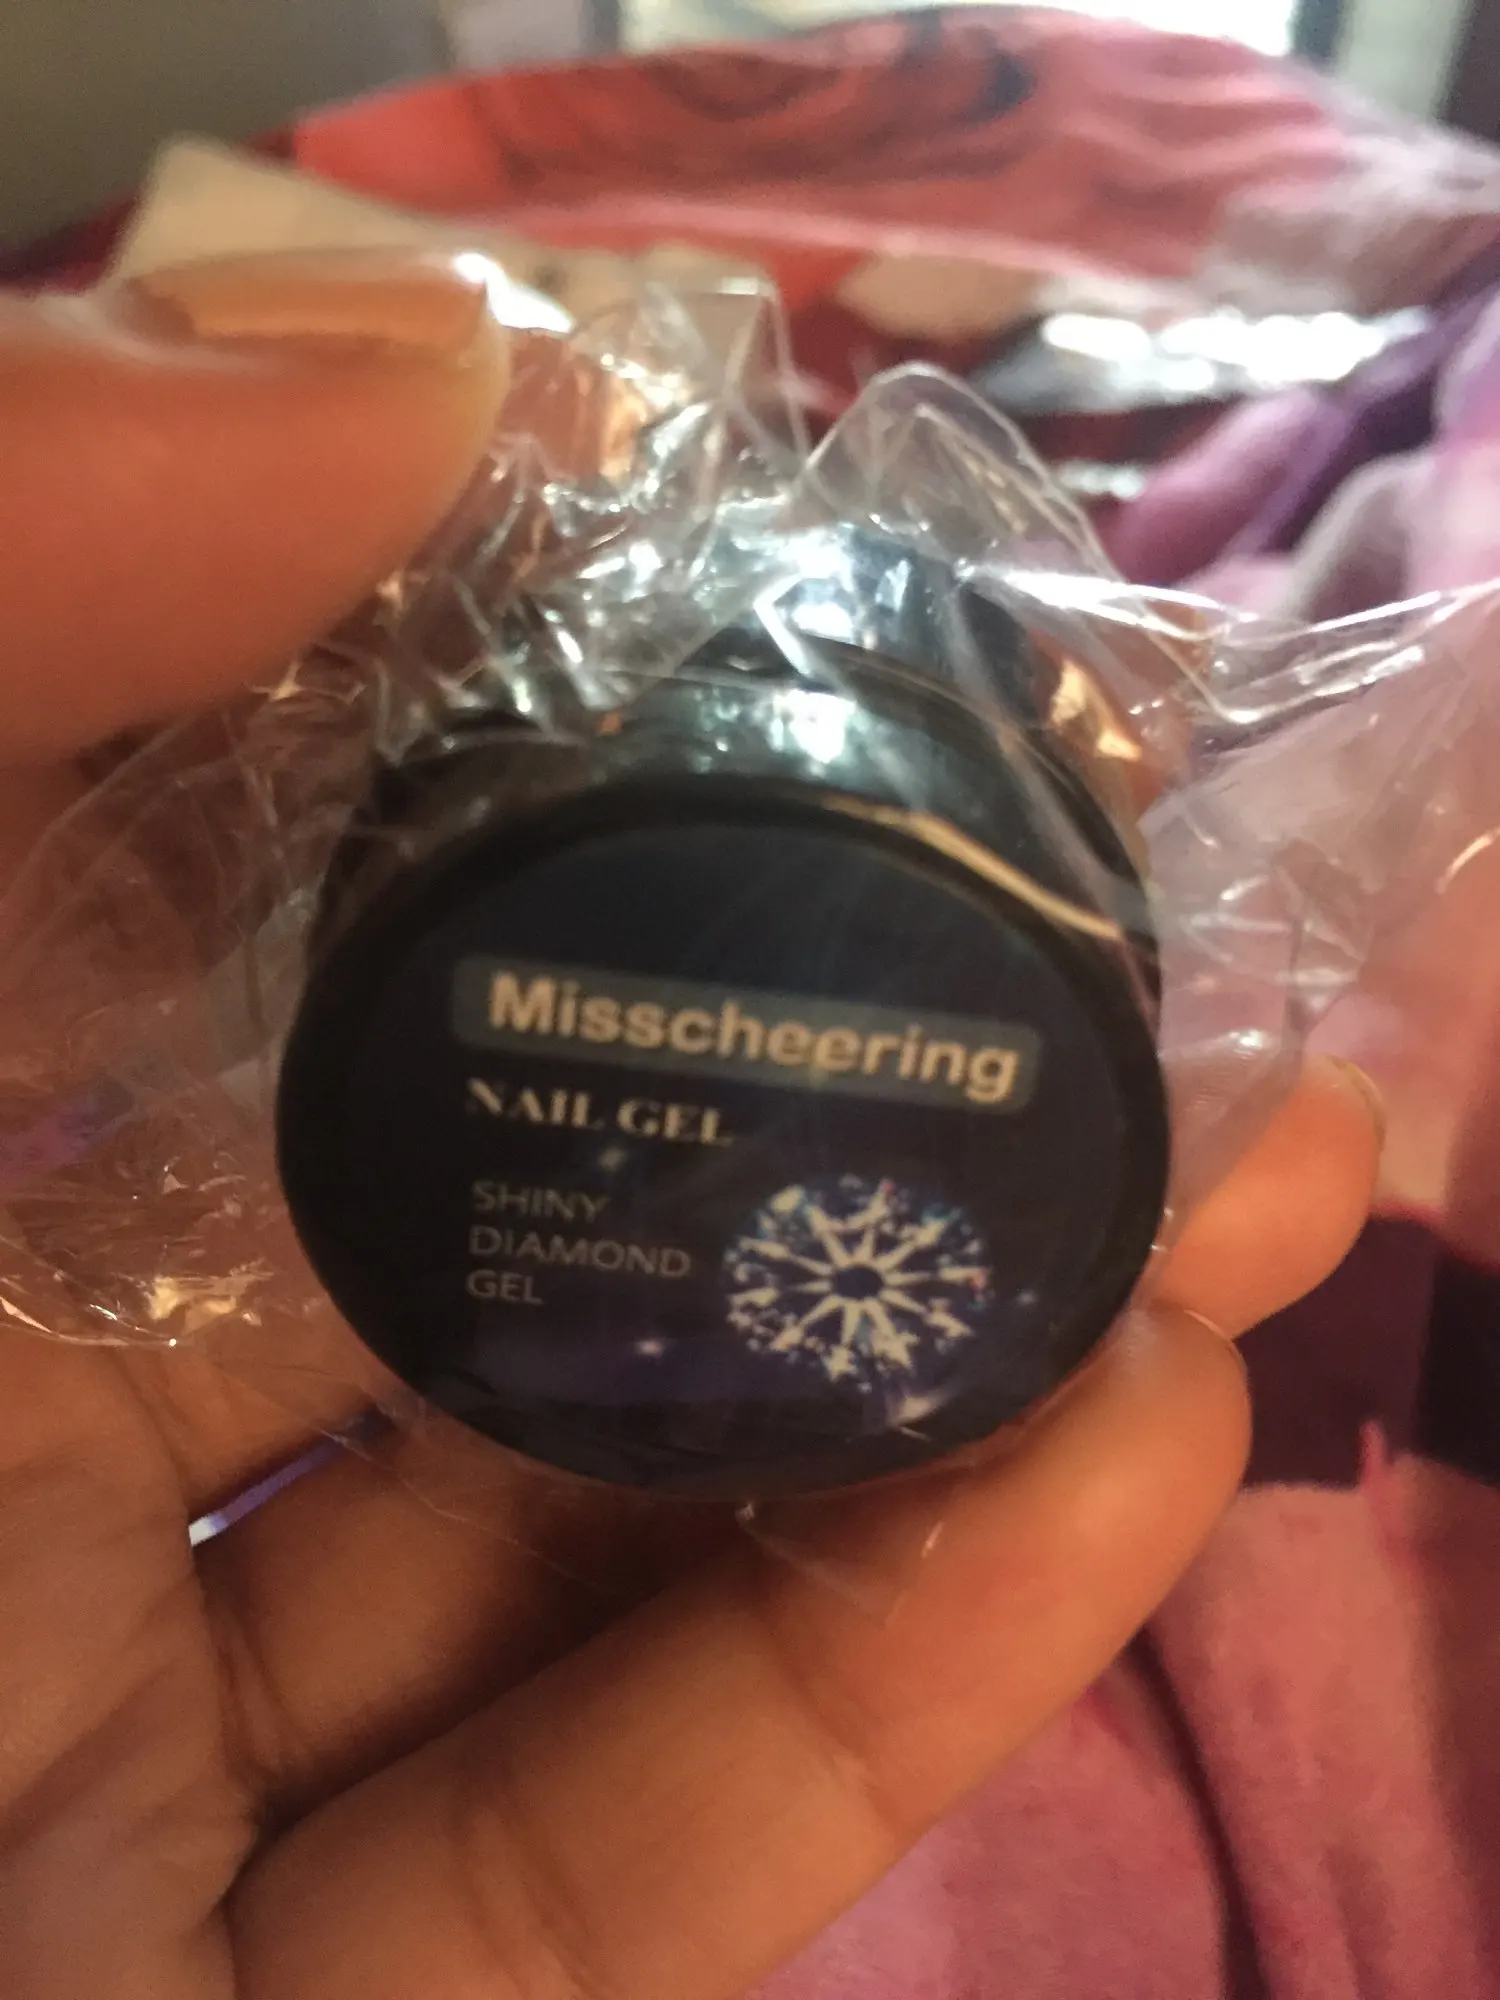 Misscheering
NAIL GEL
SHINY
DIAMOND
GEL